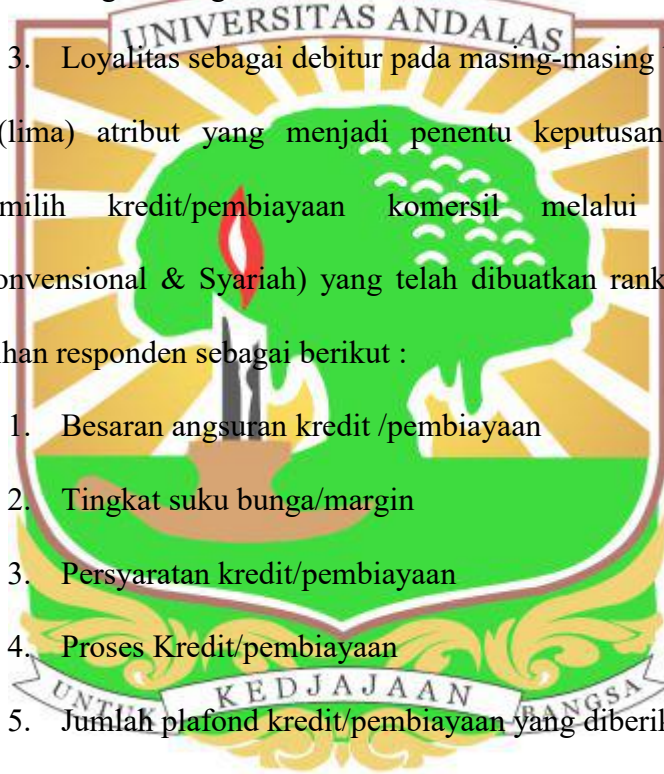 UNIVERSITAS ANDALAS
3. Loyalitas sebagai debitur pada masing-masing
(lima) atribut yang menjadi penentu keputusan
milih kredit/pembiayaan komersil melalui
onvensional & Syariah) yang telah dibuatkan rank
ihan responden sebagai berikut :
1. Besaran angsuran kredit /pembiayaan
2. Tingkat suku bunga/margin
3. Persyaratan kredit/pembiayaan
4. Proses Kredit/pembiayaan
UNTUK KEDJAJAAN BANGSA
5. Jumlah plafond kredit/pembiayaan yang diberik